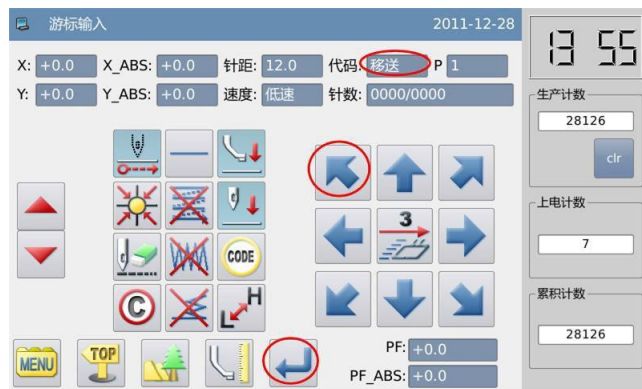 游标输入 2011-12-28
13 55
X: +0.0 X_ABS: +0.0 针距: 12.0 代码: 移送 P 1
Y: +0.0 Y_ABS: +0.0 速度: 低速 针数: 0000/0000
生产计数
28126
clr
上电计数
7
累积计数
28126
3
CODE
C
H
L
MENU
TOP
PF: +0.0
PF_ABS: +0.0